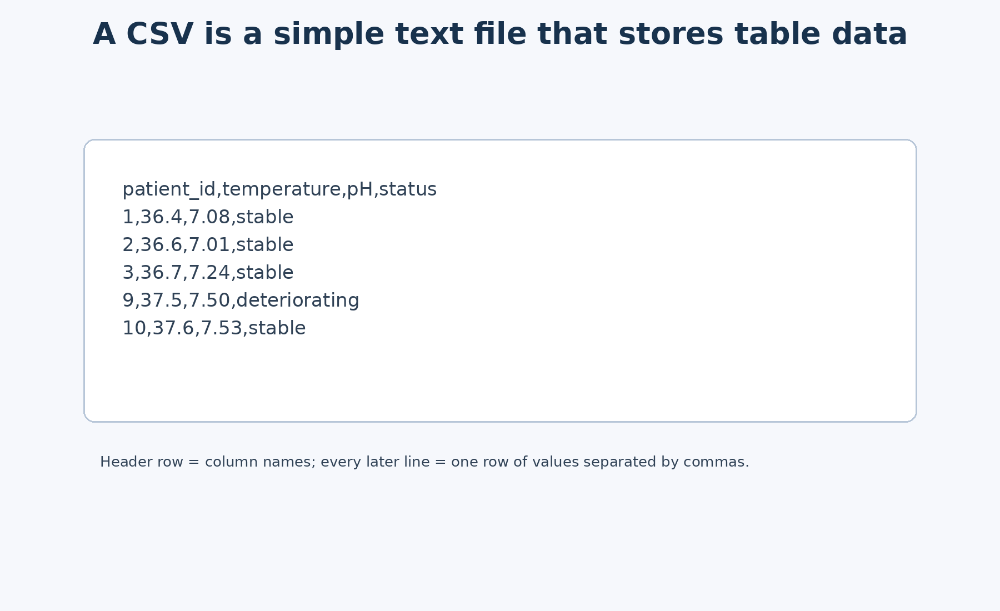 A CSV is a simple text file that stores table data
patient_id,temperature,pH,status
1,36.4,7.08,stable
2,36.6,7.01,stable
3,36.7,7.24,stable
9,37.5,7.50,deteriorating
10,37.6,7.53,stable
Header row = column names; every later line = one row of values separated by commas.